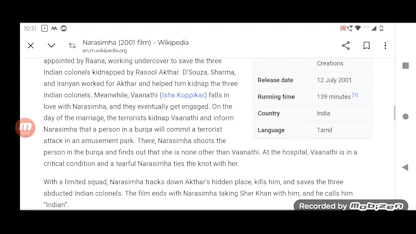 10:51
Narasimha (2001 film) - Wikipedia
en.m.wikipedia.org
appointed by Raana, working undercover to save the three
Indian colonels kidnapped by Rasool Akthar. D'Souza, Sharma,
and Iranyan worked for Akthar and helped him kidnap the three
Indian colonels. Meanwhile, Vaanathi (Isha Koppikar) falls in
love with Narasimha, and they eventually get engaged. On the
day of the marriage, the terrorists kidnap Vaanathi and inform
Narasimha that a person in a burqa will commit a terrorist
attack in an amusement park. There, Narasimha shoots the
person in the burqa and finds out that she is none other than Vaanathi. At the hospital, Vaanathi is in a
critical condition and a tearful Narasimha ties the knot with her.
Creations
Release date 12 July 2001
Running time 139 minutes [1]
Country India
Language Tamil
With a limited squad, Narasimha tracks down Akthar's hidden place, kills him, and saves the three
abducted Indian colonels. The film ends with Narasimha taking Sher Khan with him, and he calls him
"Indian".
Recorded by Mobizen